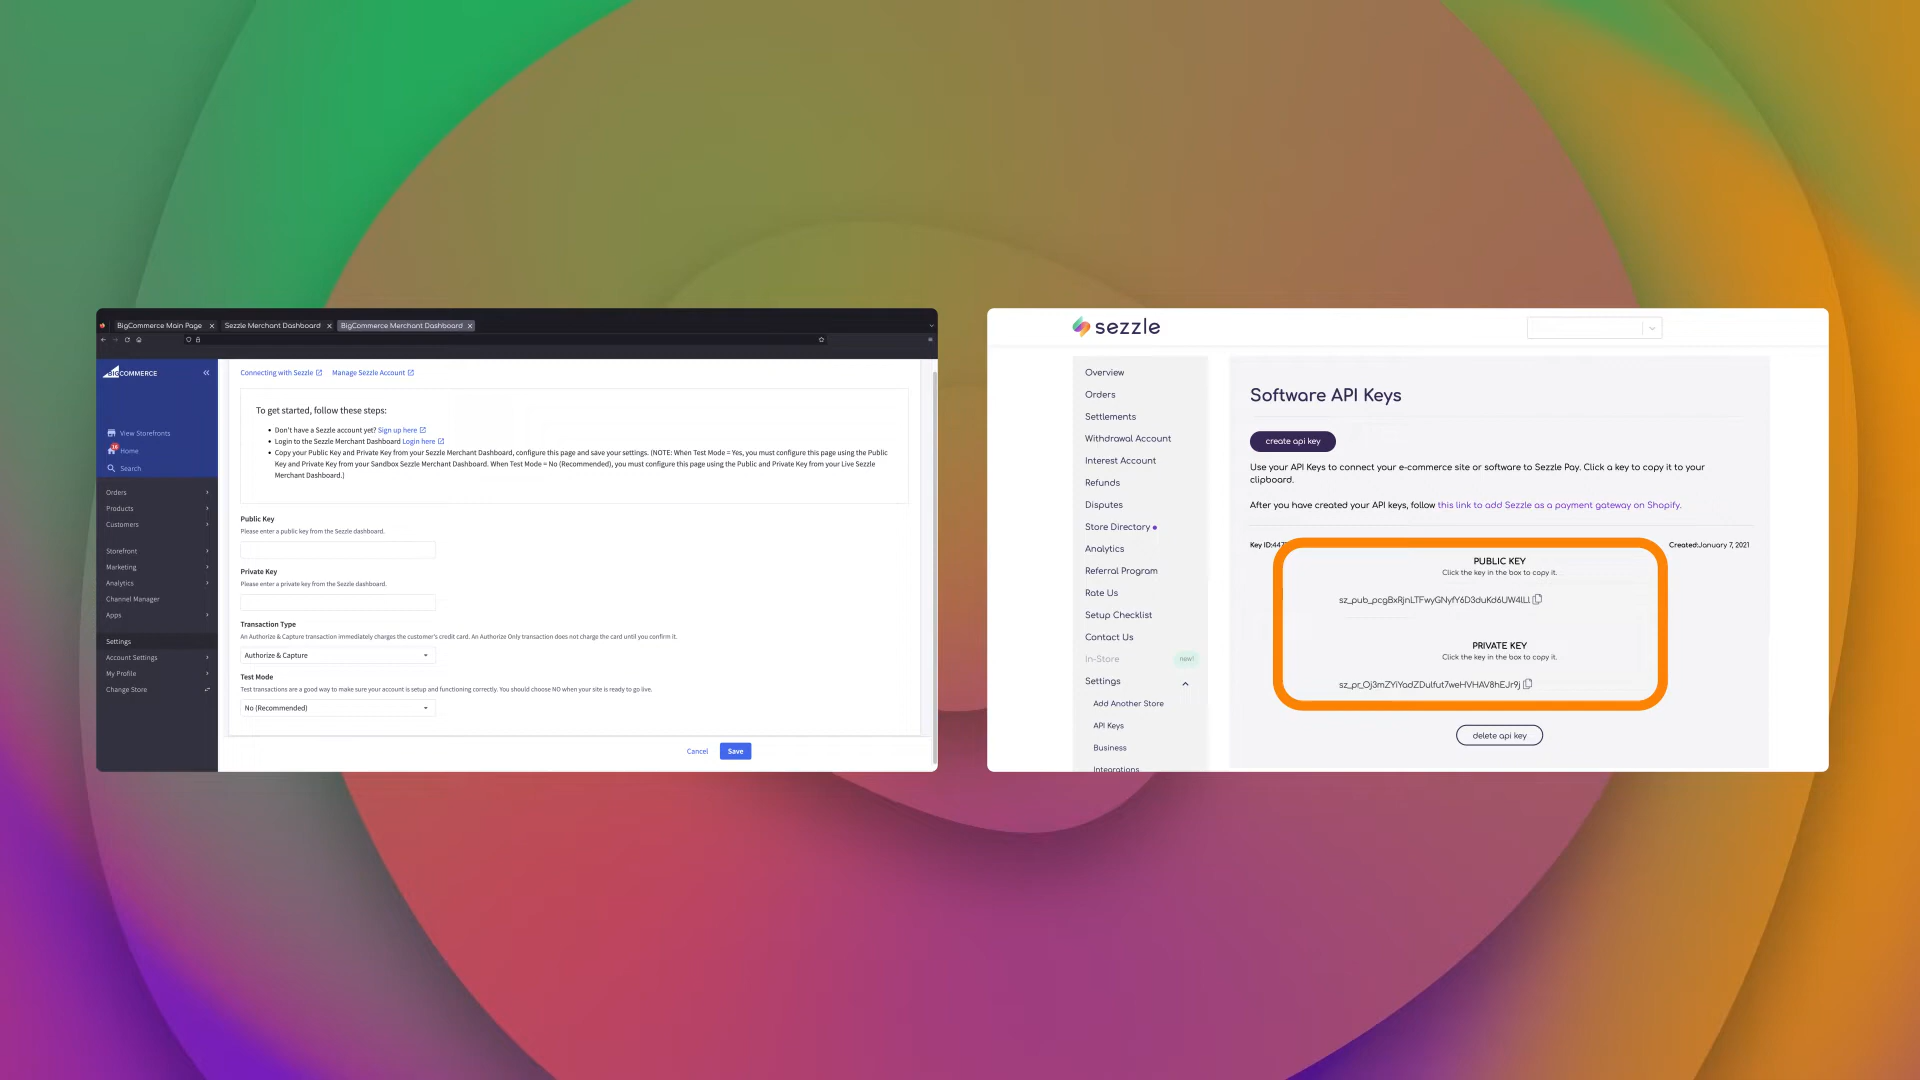 BigCommerce Main Page
Sezzle Merchant Dashboard
BigCommerce Merchant Dashboard
BIGCOMMERCE
View Storefronts
Home
Search
Orders
Products
Customers
Storefront
Marketing
Analytics
Channel Manager
Apps
Settings
Account Settings
My Profile
Change Store
Connecting with Sezzle
Manage Sezzle Account
To get started, follow these steps:
Don't have a Sezzle account yet? Sign up here
Login to the Sezzle Merchant Dashboard Login here
Copy your Public Key and Private Key from your Sezzle Merchant Dashboard, configure this page and save your settings. (NOTE: When Test Mode = Yes, you must configure this page using the Public
Key and Private Key from your Sandbox Sezzle Merchant Dashboard. When Test Mode = No (Recommended), you must configure this page using the Public and Private Key from your Live Sezzle
Merchant Dashboard.)
Public Key
Please enter a public key from the Sezzle dashboard.
Private Key
Please enter a private key from the Sezzle dashboard.
Transaction Type
An Authorize & Capture transaction immediately charges the customer's credit card. An Authorize Only transaction does not charge the card until you confirm it.
Authorize & Capture
Test Mode
Test transactions are a good way to make sure your account is setup and functioning correctly. You should choose NO when your site is ready to go live.
No (Recommended)
Cancel
Save
sezzle
Overview
Orders
Settlements
Withdrawal Account
Interest Account
Refunds
Disputes
Store Directory
Analytics
Referral Program
Rate Us
Setup Checklist
Contact Us
In-Store new!
Settings
Add Another Store
API Keys
Business
Integrations
Software API Keys
create api key
Use your API Keys to connect your e-commerce site or software to Sezzle Pay. Click a key to copy it to your
clipboard.
After you have created your API keys, follow this link to add Sezzle as a payment gateway on Shopify.
Key ID:
Created:January 7, 2021
PUBLIC KEY
Click the key in the box to copy it.
PRIVATE KEY
Click the key in the box to copy it.
delete api key